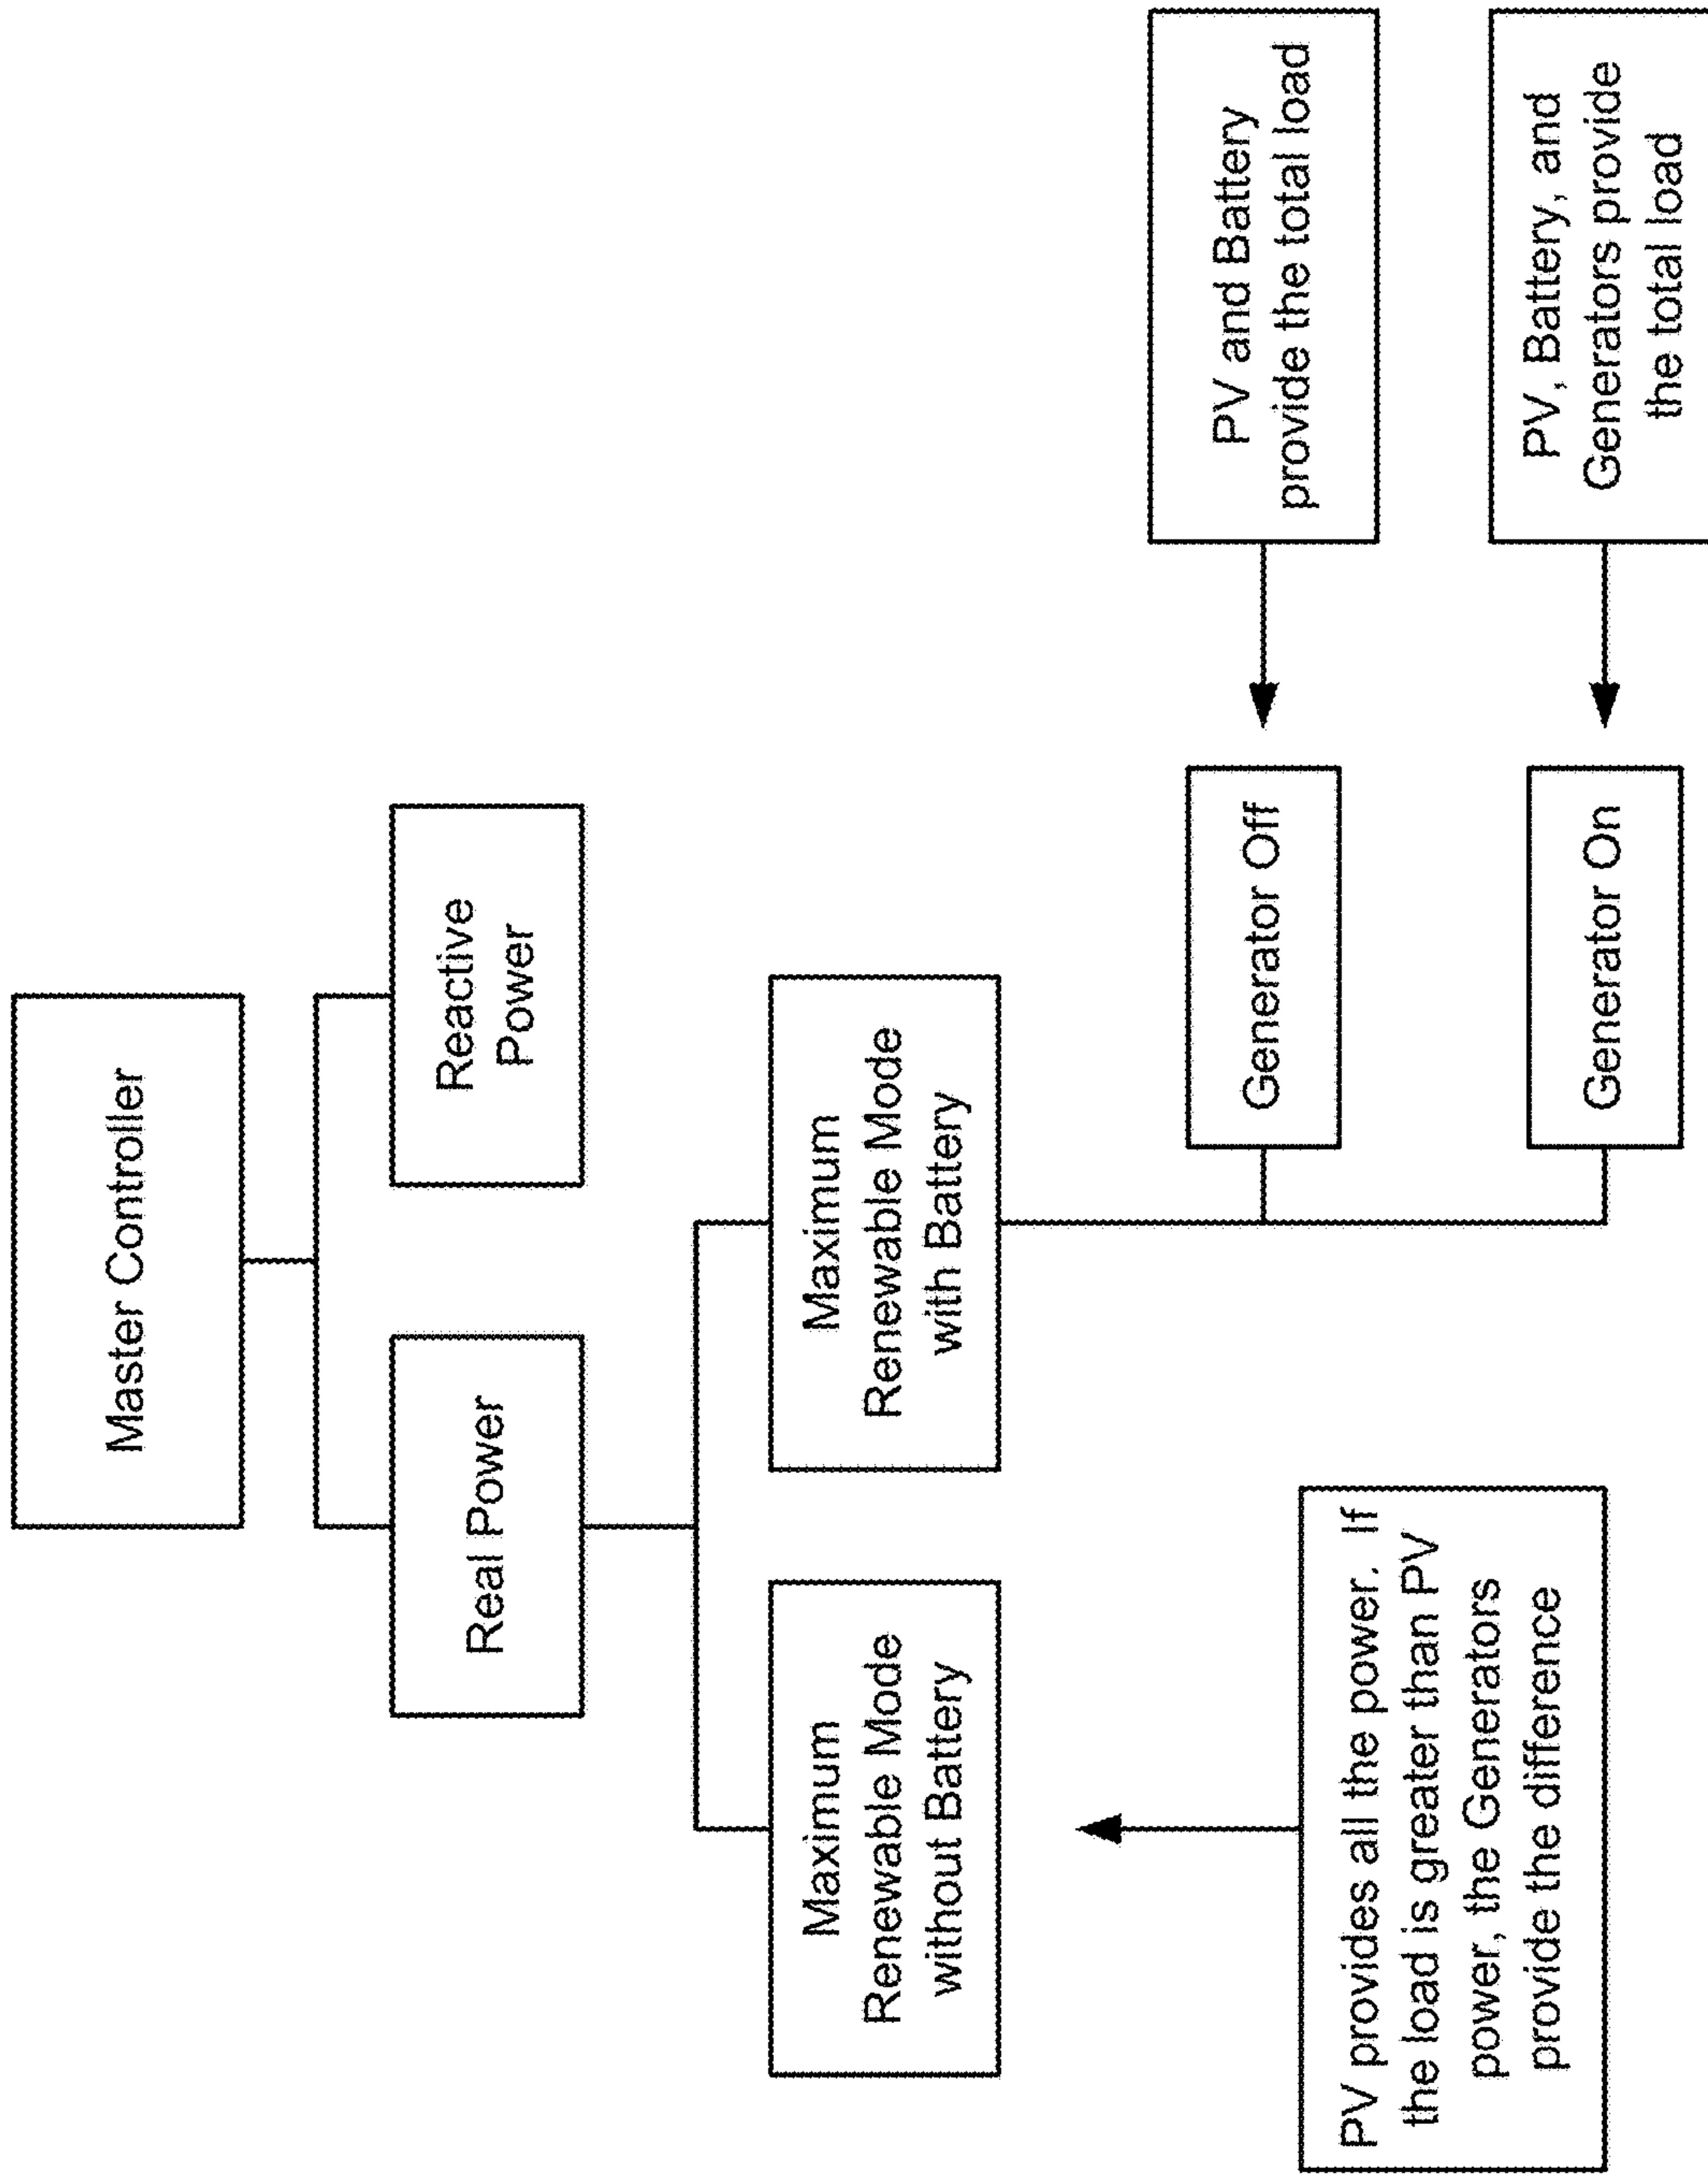 Master Controller
Real Power
Reactive
Power
Maximum
Renewable Mode
without Battery
Maximum
Renewable Mode
with Battery
PV provides all the power. If
the load is greater than PV
power, the Generators
provide the difference
Generator Off
PV and Battery
provide the total load
Generator On
PV, Battery, and
Generators provide
the total load